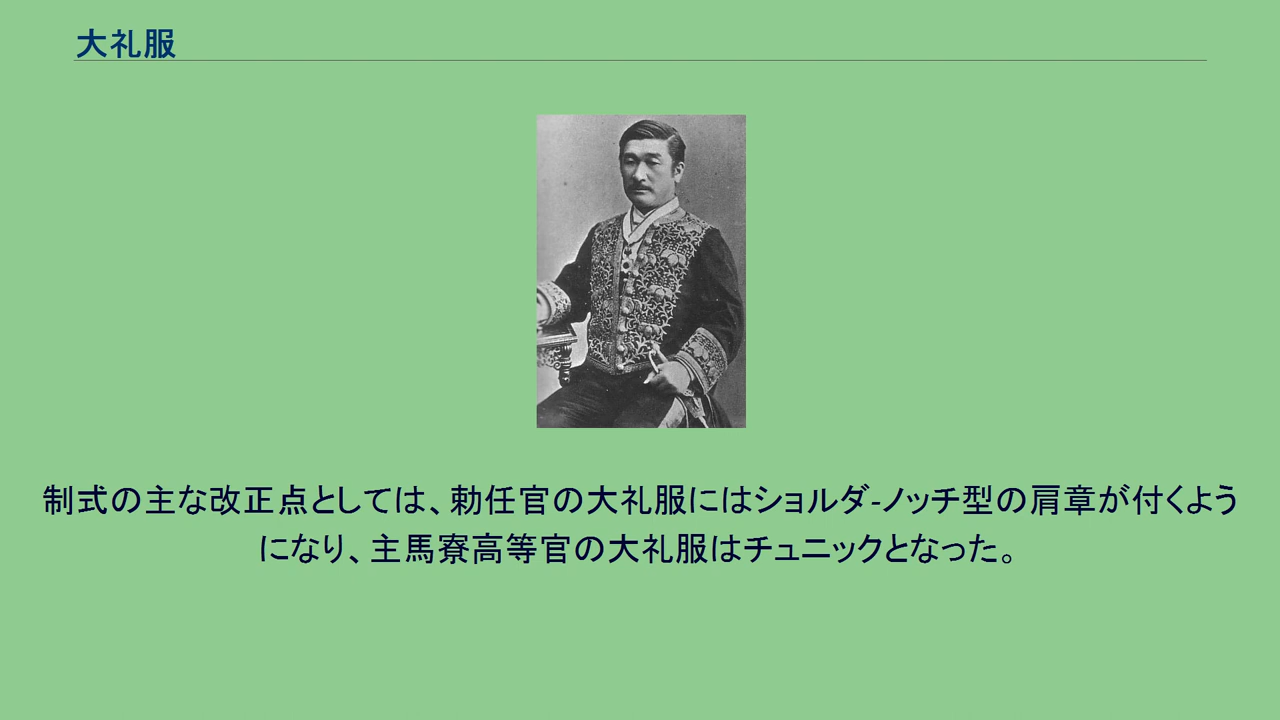 大礼服
制式の主な改正点としては、勅任官の大礼服にはショルダ-ノッチ型の肩章が付くよう
になり、主馬寮高等官の大礼服はチュニックとなった。